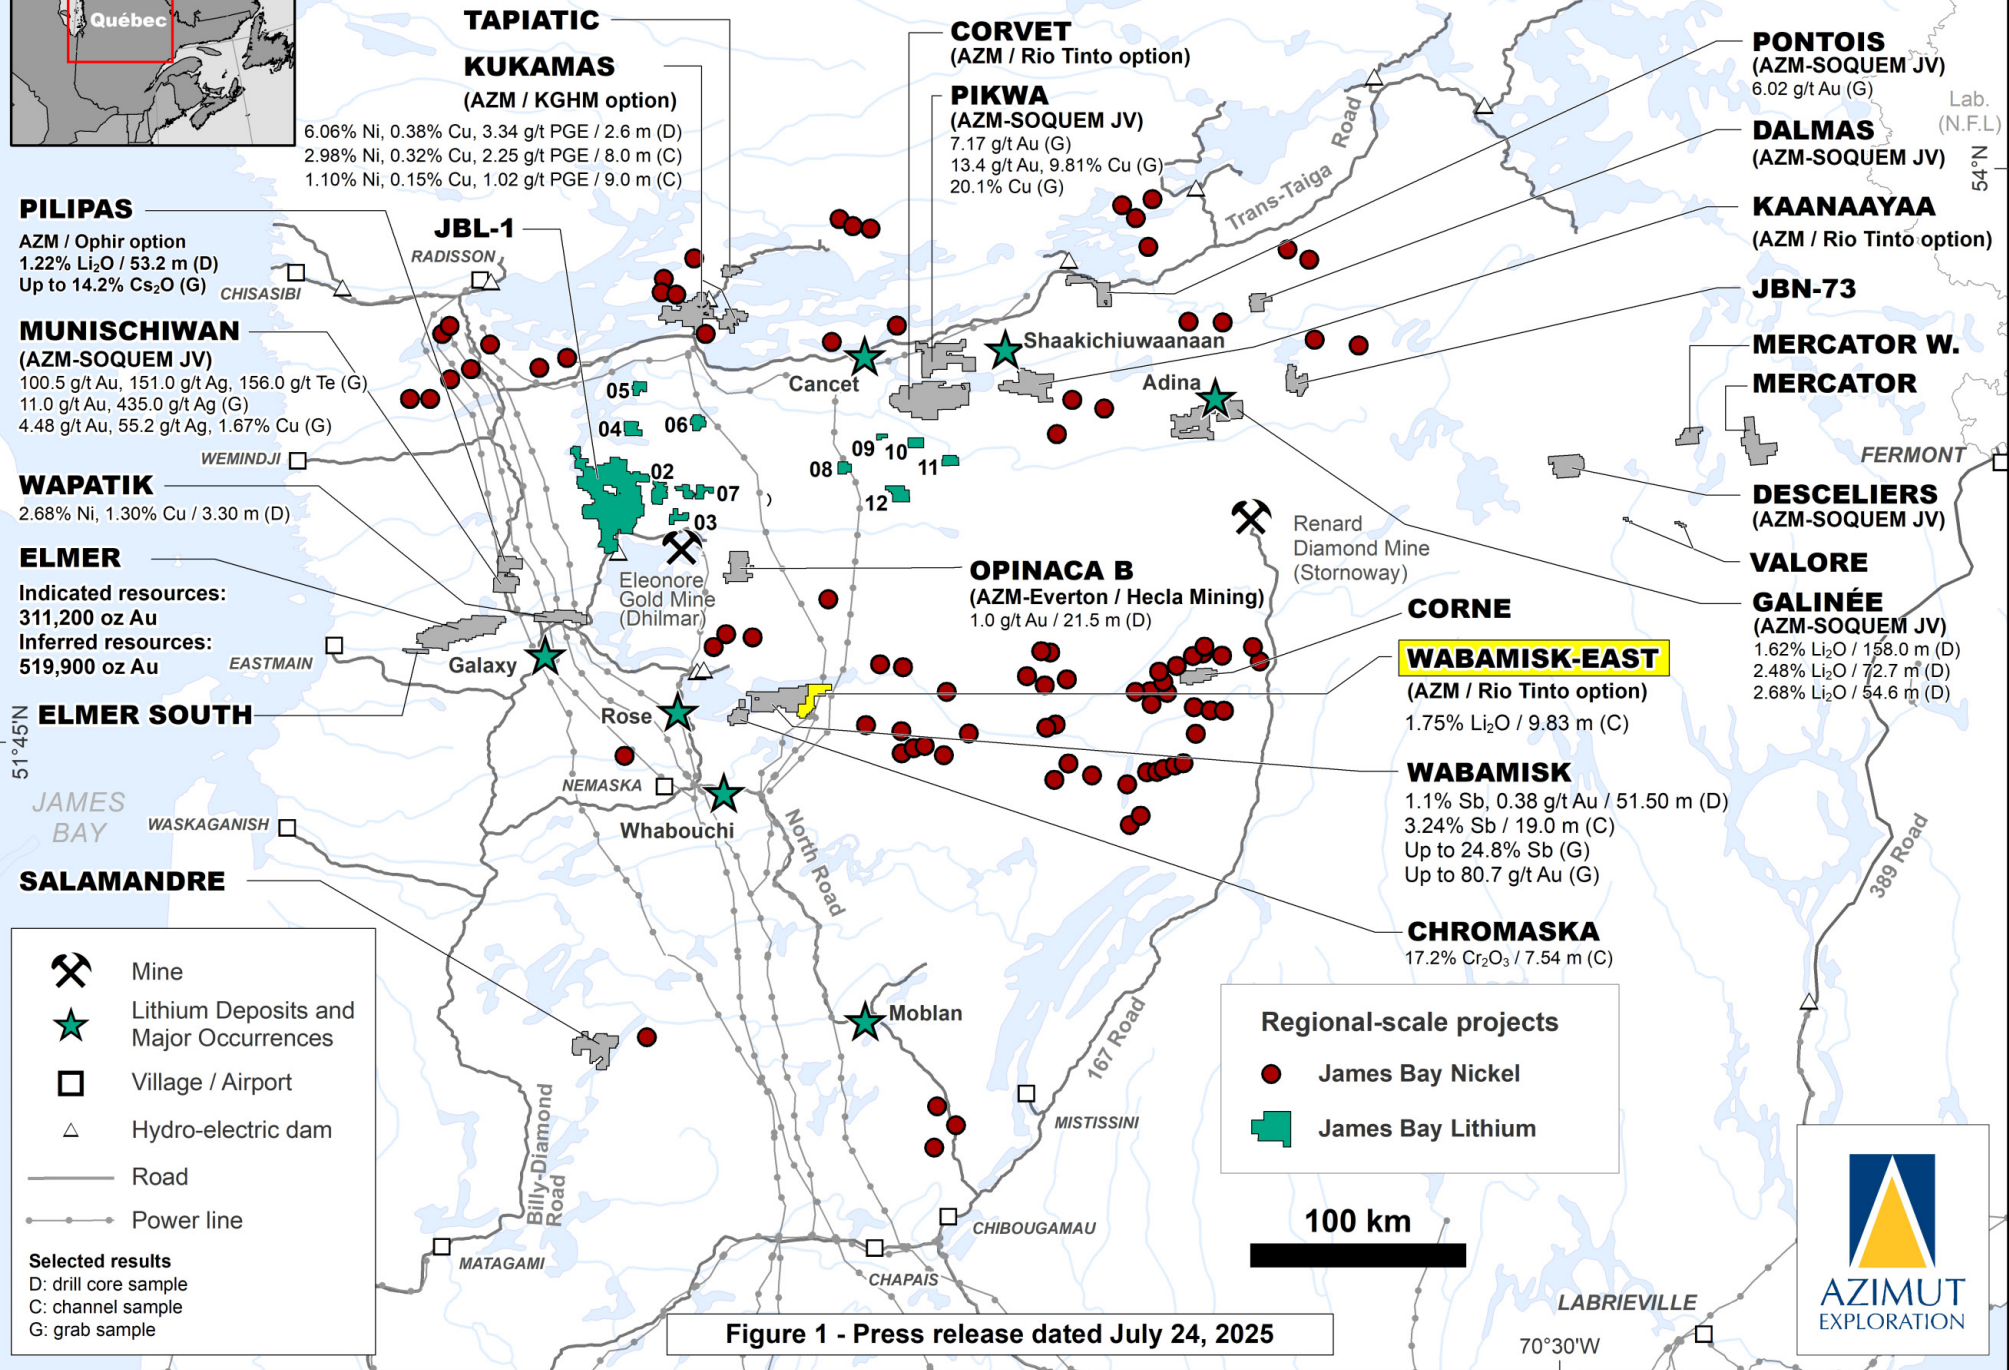 Québec
TAPIATIC
KUKAMAS
(AZM / KGHM option)
6.06% Ni, 0.38% Cu, 3.34 g/t PGE / 2.6 m (D)
2.98% Ni, 0.32% Cu, 2.25 g/t PGE / 8.0 m (C)
1.10% Ni, 0.15% Cu, 1.02 g/t PGE / 9.0 m (C)
CORVET
(AZM / Rio Tinto option)
PIKWA
(AZM-SOQUEM JV)
7.17 g/t Au (G)
13.4 g/t Au, 9.81% Cu (G)
20.1% Cu (G)
PONTOIS
(AZM-SOQUEM JV)
6.02 g/t Au (G)
Lab.
(N.F.L)
54°N
DALMAS
(AZM-SOQUEM JV)
KAANAAYAA
(AZM / Rio Tinto option)
JBN-73
MERCATOR W.
MERCATOR
FERMONT
DESCELIERS
(AZM-SOQUEM JV)
VALORE
GALINÉE
(AZM-SOQUEM JV)
1.62% Li₂O / 158.0 m (D)
2.48% Li₂O / 72.7 m (D)
2.68% Li₂O / 54.6 m (D)
Trans-Taiga Road
PILIPAS
AZM / Ophir option
1.22% Li₂O / 53.2 m (D)
Up to 14.2% Cs₂O (G)
JBL-1
RADISSON
CHISASIBI
MUNISCHIWAN
(AZM-SOQUEM JV)
100.5 g/t Au, 151.0 g/t Ag, 156.0 g/t Te (G)
11.0 g/t Au, 435.0 g/t Ag (G)
4.48 g/t Au, 55.2 g/t Ag, 1.67% Cu (G)
WEMINDJI
WAPATIK
2.68% Ni, 1.30% Cu / 3.30 m (D)
ELMER
Indicated resources:
311,200 oz Au
Inferred resources:
519,900 oz Au
EASTMAIN
ELMER SOUTH
51°45'N
JAMES
BAY
WASKAGANISH
SALAMANDRE
Shaakichiuwaanaan
Cancet
Adina
05
04
06
02
07
03
08
09
10
11
12
Eleonore
Gold Mine
(Dhilmar)
Renard
Diamond Mine
(Stornoway)
OPINACA B
(AZM-Everton / Hecla Mining)
1.0 g/t Au / 21.5 m (D)
CORNE
WABAMISK-EAST
(AZM / Rio Tinto option)
1.75% Li₂O / 9.83 m (C)
WABAMISK
1.1% Sb, 0.38 g/t Au / 51.50 m (D)
3.24% Sb / 19.0 m (C)
Up to 24.8% Sb (G)
Up to 80.7 g/t Au (G)
CHROMASKA
17.2% Cr₂O₃ / 7.54 m (C)
Galaxy
Rose
NEMASKA
Whabouchi
North Road
389 Road
167 Road
Moblan
MISTISSINI
Billy-Diamond
Road
CHIBOUGAMAU
CHAPAIS
MATAGAMI
LABRIEVILLE
70°30'W
Mine
Lithium Deposits and
Major Occurrences
Village / Airport
Hydro-electric dam
Road
Power line
Selected results
D: drill core sample
C: channel sample
G: grab sample
Regional-scale projects
James Bay Nickel
James Bay Lithium
100 km
AZIMUT
EXPLORATION
Figure 1 - Press release dated July 24, 2025